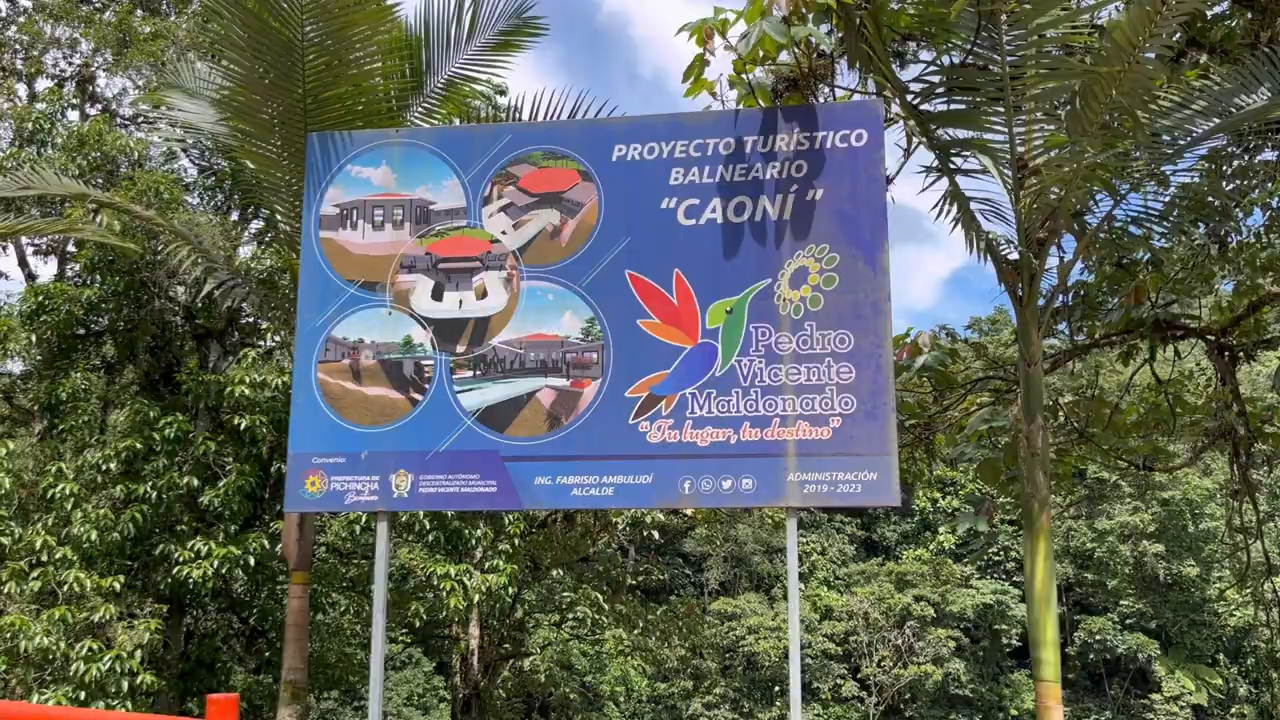 PROYECTO TURÍSTICO
BALNEARIO
“CAONÍ”
Pedro
Vicente
Maldonado
“Tu lugar, tu destino”
Convenio:
PREFECTURA DE
PICHINCHA
GOBIERNO AUTÓNOMO
DESCENTRALIZADO MUNICIPAL
PEDRO VICENTE MALDONADO
ING. FABRISIO AMBULUDÍ
ALCALDE
ADMINISTRACIÓN
2019 - 2023